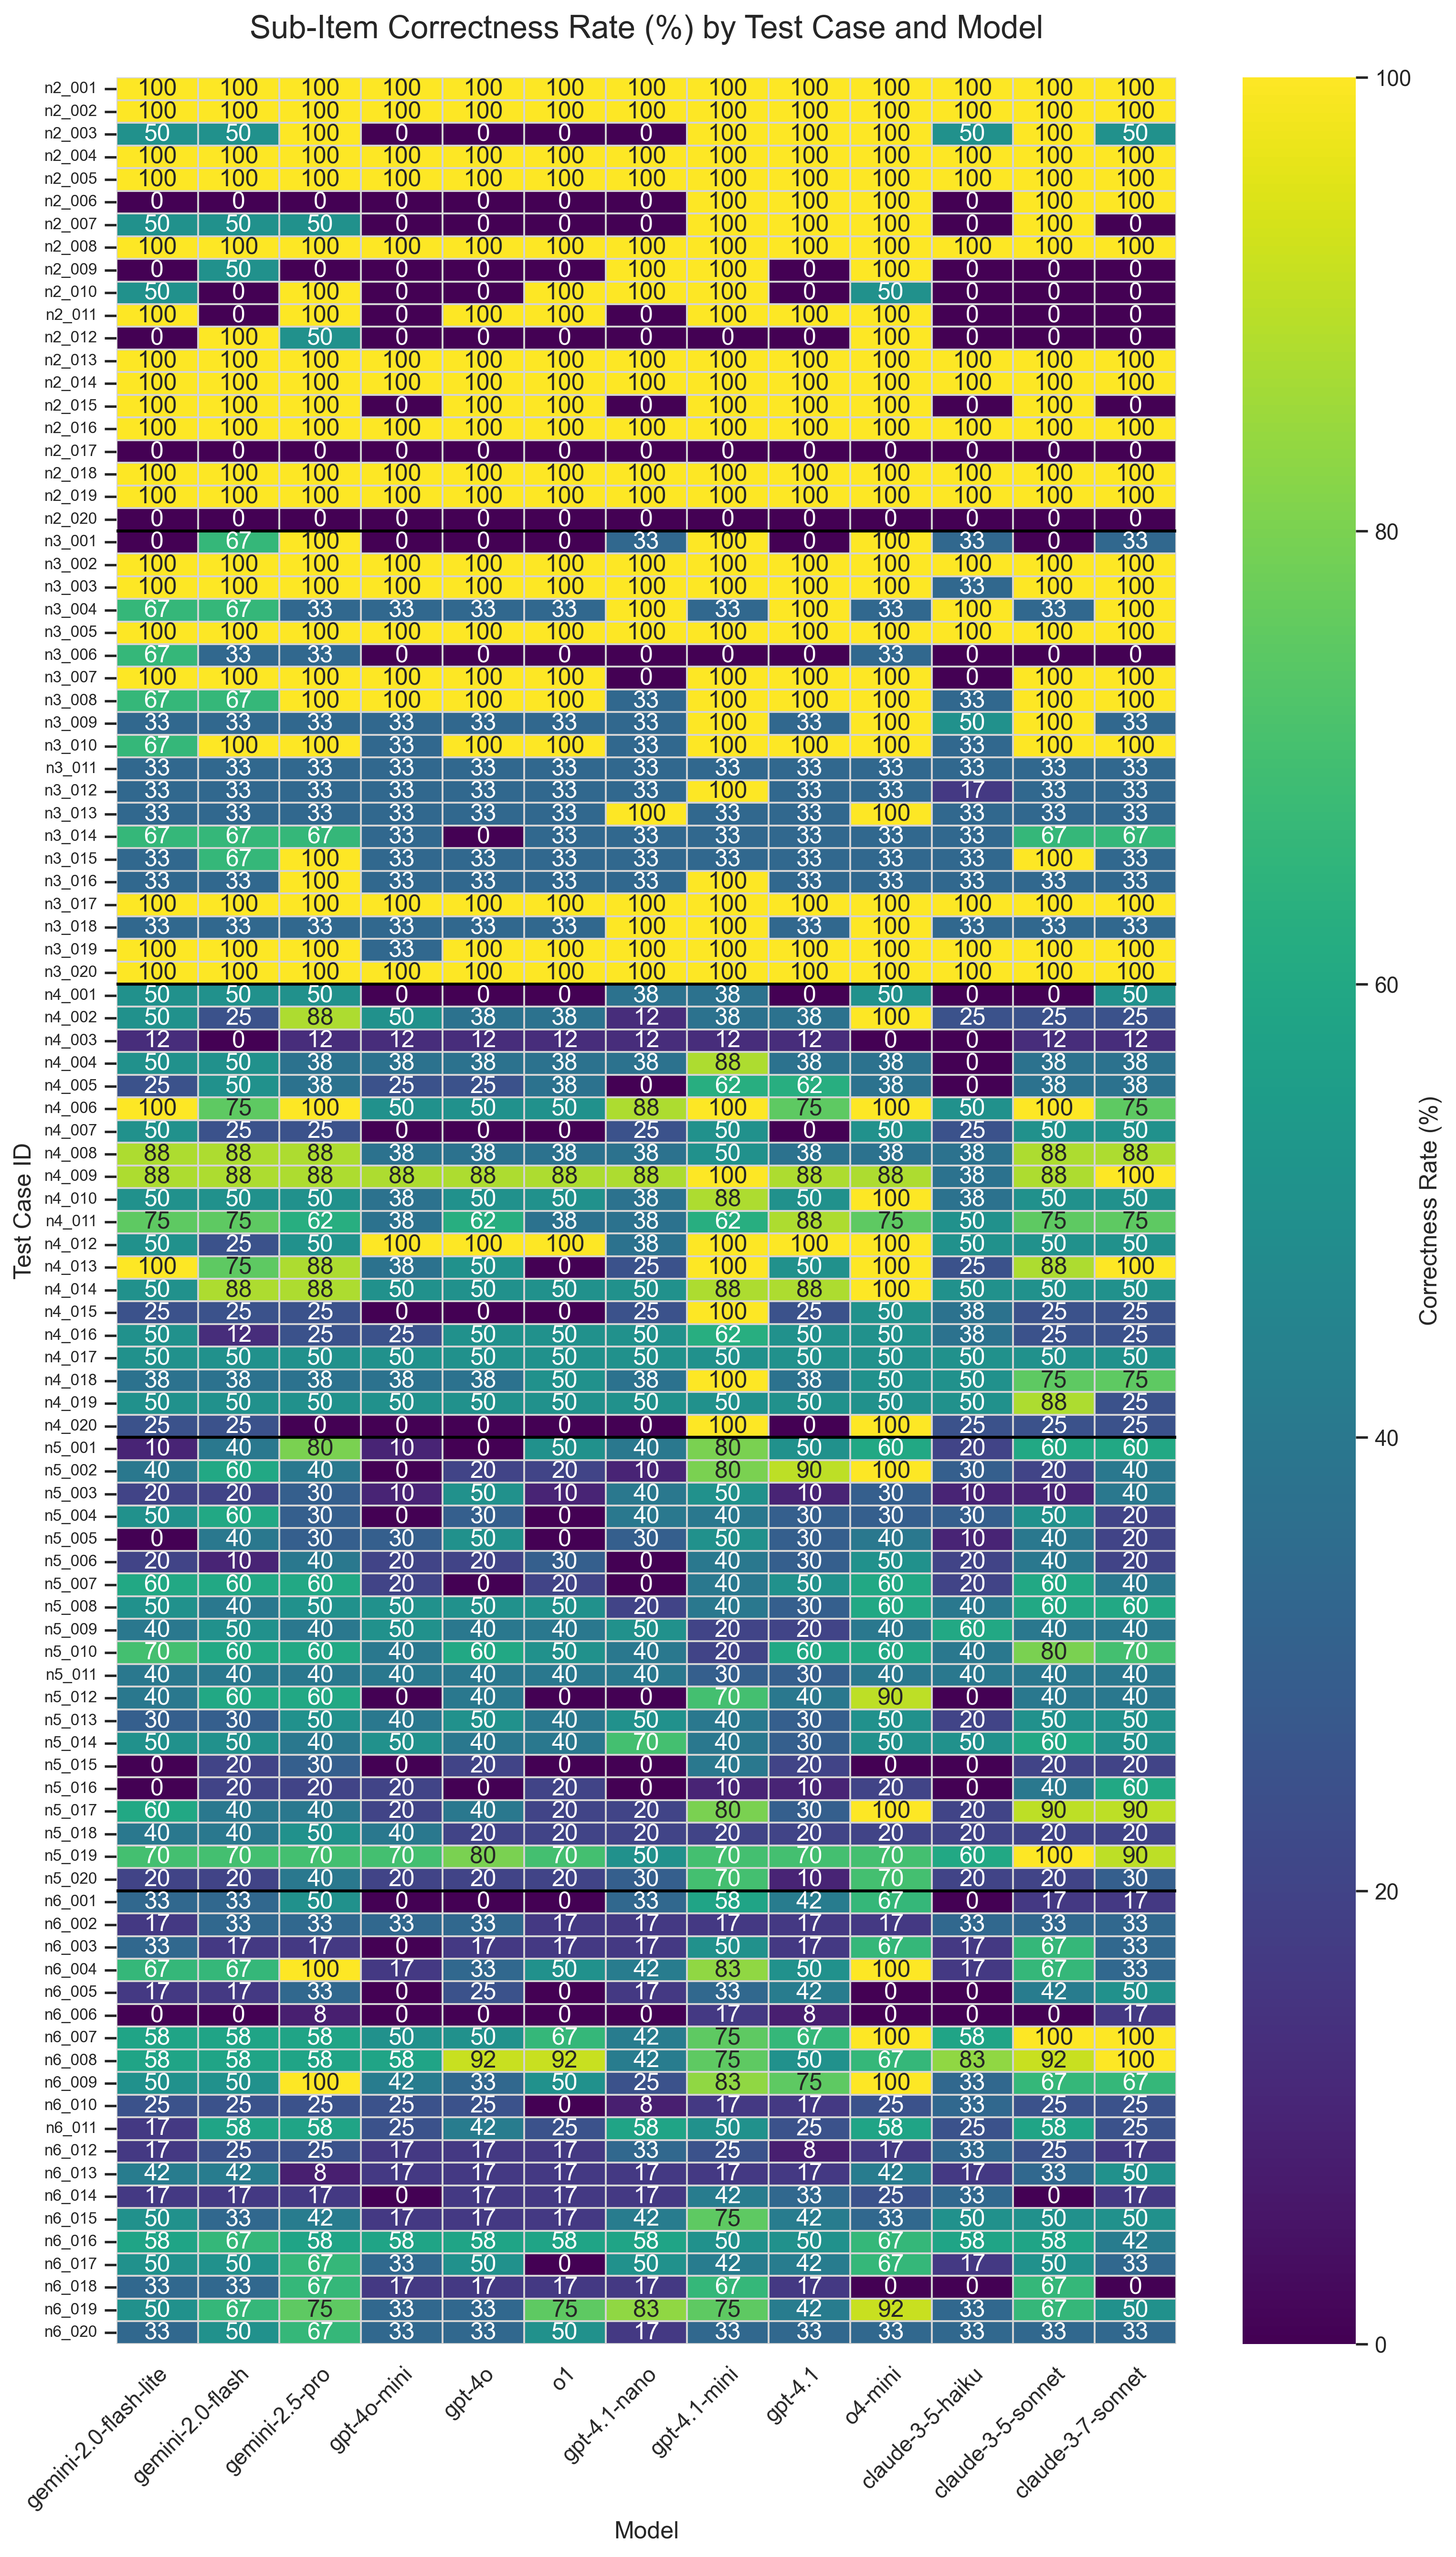 Sub-Item Correctness Rate (%) by Test Case and Model
n2_001 100 100 100 100 100 100 100 100 100 100 100 100 100
n2_002 100 100 100 100 100 100 100 100 100 100 100 100 100
n2_003 50 50 100 0 0 0 0 100 100 100 50 100 50
n2_004 100 100 100 100 100 100 100 100 100 100 100 100 100
n2_005 100 100 100 100 100 100 100 100 100 100 100 100 100
n2_006 0 0 0 0 0 0 0 100 100 100 0 100 100
n2_007 50 50 50 0 0 0 0 100 100 100 0 100 0
n2_008 100 100 100 100 100 100 100 100 100 100 100 100 100
n2_009 0 50 0 0 0 0 100 100 0 100 0 0 0
n2_010 50 0 100 0 0 100 100 100 0 50 0 0 0
n2_011 100 0 100 0 100 100 0 100 100 100 0 0 0
n2_012 0 100 50 0 0 0 0 0 0 100 0 0 0
n2_013 100 100 100 100 100 100 100 100 100 100 100 100 100
n2_014 100 100 100 100 100 100 100 100 100 100 100 100 100
n2_015 100 100 100 0 100 100 0 100 100 100 0 100 0
n2_016 100 100 100 100 100 100 100 100 100 100 100 100 100
n2_017 0 0 0 0 0 0 0 0 0 0 0 0 0
n2_018 100 100 100 100 100 100 100 100 100 100 100 100 100
n2_019 100 100 100 100 100 100 100 100 100 100 100 100 100
n2_020 0 0 0 0 0 0 0 0 0 0 0 0 0
n3_001 0 67 100 0 0 0 33 100 0 100 33 0 33
n3_002 100 100 100 100 100 100 100 100 100 100 100 100 100
n3_003 100 100 100 100 100 100 100 100 100 100 33 100 100
n3_004 67 67 33 33 33 33 100 33 100 33 100 33 100
n3_005 100 100 100 100 100 100 100 100 100 100 100 100 100
n3_006 67 33 33 0 0 0 0 0 0 33 0 0 0
n3_007 100 100 100 100 100 100 0 100 100 100 0 100 100
n3_008 67 67 100 100 100 100 33 100 100 100 33 100 100
n3_009 33 33 33 33 33 33 33 100 33 100 50 100 33
n3_010 67 100 100 33 100 100 33 100 100 100 33 100 100
n3_011 33 33 33 33 33 33 33 33 33 33 33 33 33
n3_012 33 33 33 33 33 33 33 100 33 33 17 33 33
n3_013 33 33 33 33 33 33 100 33 33 100 33 33 33
n3_014 67 67 67 33 0 33 33 33 33 33 33 67 67
n3_015 33 67 100 33 33 33 33 33 33 33 33 100 33
n3_016 33 33 100 33 33 33 33 100 33 33 33 33 33
n3_017 100 100 100 100 100 100 100 100 100 100 100 100 100
n3_018 33 33 33 33 33 33 100 100 33 100 33 33 33
n3_019 100 100 100 33 100 100 100 100 100 100 100 100 100
n3_020 100 100 100 100 100 100 100 100 100 100 100 100 100
n4_001 50 50 50 0 0 0 38 38 0 50 0 0 50
n4_002 50 25 88 50 38 38 12 38 38 100 25 25 25
n4_003 12 0 12 12 12 12 12 12 12 0 0 12 12
n4_004 50 50 38 38 38 38 38 88 38 38 0 38 38
n4_005 25 50 38 25 25 38 0 62 62 38 0 38 38
n4_006 100 75 100 50 50 50 88 100 75 100 50 100 75
n4_007 50 25 25 0 0 0 25 50 0 50 25 50 50
n4_008 88 88 88 38 38 38 38 50 38 38 38 88 88
n4_009 88 88 88 88 88 88 88 100 88 88 38 88 100
n4_010 50 50 50 38 50 50 38 88 50 100 38 50 50
n4_011 75 75 62 38 62 38 38 62 88 75 50 75 75
n4_012 50 25 50 100 100 100 38 100 100 100 50 50 50
n4_013 100 75 88 38 50 0 25 100 50 100 25 88 100
n4_014 50 88 88 50 50 50 50 88 88 100 50 50 50
n4_015 25 25 25 0 0 0 25 100 25 50 38 25 25
n4_016 50 12 25 25 50 50 50 62 50 50 38 25 25
n4_017 50 50 50 50 50 50 50 50 50 50 50 50 50
n4_018 38 38 38 38 38 50 38 100 38 50 50 75 75
n4_019 50 50 50 50 50 50 50 50 50 50 50 88 25
n4_020 25 25 0 0 0 0 0 100 0 100 25 25 25
n5_001 10 40 80 10 0 50 40 80 50 60 20 60 60
n5_002 40 60 40 0 20 20 10 80 90 100 30 20 40
n5_003 20 20 30 10 50 10 40 50 10 30 10 10 40
n5_004 50 60 30 0 30 0 40 40 30 30 30 50 20
n5_005 0 40 30 30 50 0 30 50 30 40 10 40 20
n5_006 20 10 40 20 20 30 0 40 30 50 20 40 20
n5_007 60 60 60 20 0 20 0 40 50 60 20 60 40
n5_008 50 40 50 50 50 50 20 40 30 60 40 60 60
n5_009 40 50 40 50 40 40 50 20 20 40 60 40 40
n5_010 70 60 60 40 60 50 40 20 60 60 40 80 70
n5_011 40 40 40 40 40 40 40 30 30 40 40 40 40
n5_012 40 60 60 0 40 0 0 70 40 90 0 40 40
n5_013 30 30 50 40 50 40 50 40 30 50 20 50 50
n5_014 50 50 40 50 40 40 70 40 30 50 50 60 50
n5_015 0 20 30 0 20 0 0 40 20 0 0 20 20
n5_016 0 20 20 20 0 20 0 10 10 20 0 40 60
n5_017 60 40 40 20 40 20 20 80 30 100 20 90 90
n5_018 40 40 50 40 20 20 20 20 20 20 20 20 20
n5_019 70 70 70 70 80 70 50 70 70 70 60 100 90
n5_020 20 20 40 20 20 20 30 70 10 70 20 20 30
n6_001 33 33 50 0 0 0 33 58 42 67 0 17 17
n6_002 17 33 33 33 33 17 17 17 17 17 33 33 33
n6_003 33 17 17 0 17 17 17 50 17 67 17 67 33
n6_004 67 67 100 17 33 50 42 83 50 100 17 67 33
n6_005 17 17 33 0 25 0 17 33 42 0 0 42 50
n6_006 0 0 8 0 0 0 0 17 8 0 0 0 17
n6_007 58 58 58 50 50 67 42 75 67 100 58 100 100
n6_008 58 58 58 58 92 92 42 75 50 67 83 92 100
n6_009 50 50 100 42 33 50 25 83 75 100 33 67 67
n6_010 25 25 25 25 25 0 8 17 17 25 33 25 25
n6_011 17 58 58 25 42 25 58 50 25 58 25 58 25
n6_012 17 25 25 17 17 17 33 25 8 17 33 25 17
n6_013 42 42 8 17 17 17 17 17 17 42 17 33 50
n6_014 17 17 17 0 17 17 17 42 33 25 33 0 17
n6_015 50 33 42 17 17 17 42 75 42 33 50 50 50
n6_016 58 67 58 58 58 58 58 50 50 67 58 58 42
n6_017 50 50 67 33 50 0 50 42 42 67 17 50 33
n6_018 33 33 67 17 17 17 17 67 17 0 0 67 0
n6_019 50 67 75 33 33 75 83 75 42 92 33 67 50
n6_020 33 50 67 33 33 50 17 33 33 33 33 33 33
Test Case ID
gemini-2.0-flash-lite
gemini-2.0-flash
gemini-2.5-pro
gpt-4o-mini
gpt-4o
o1
gpt-4.1-nano
gpt-4.1-mini
gpt-4.1
o4-mini
claude-3-5-haiku
claude-3-5-sonnet
claude-3-7-sonnet
Model
100
80
60
40
20
0
Correctness Rate (%)